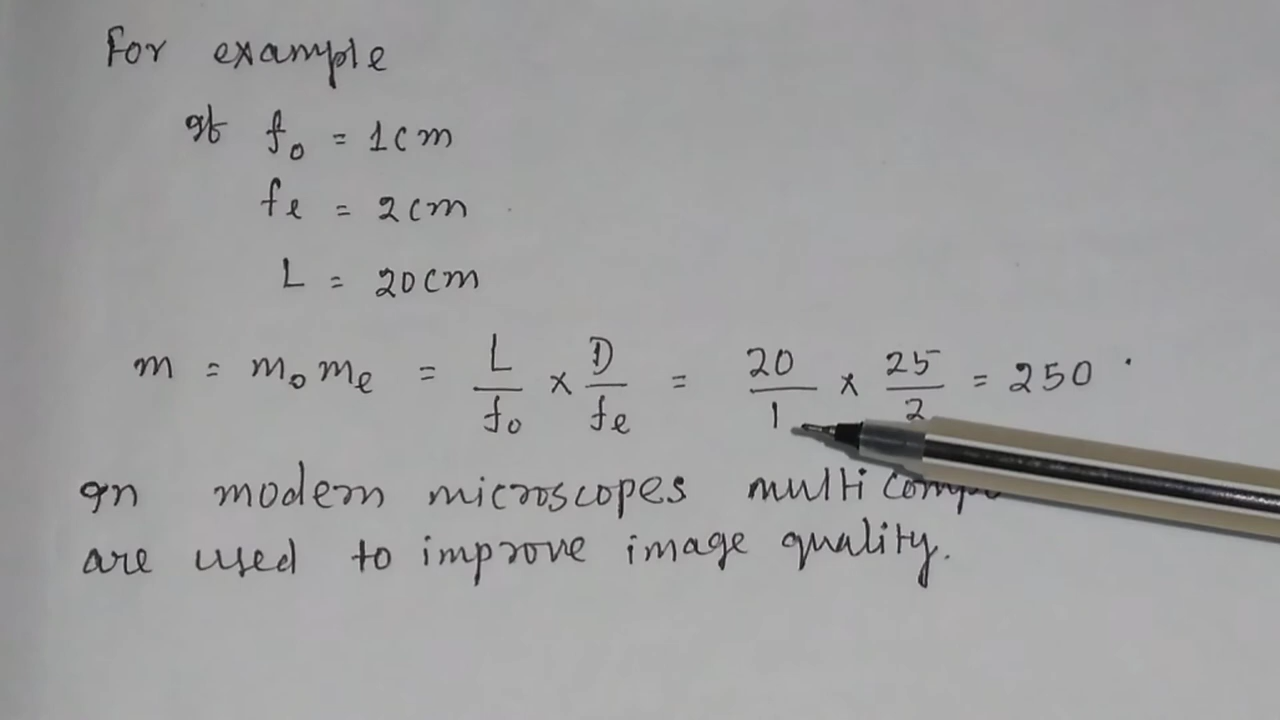 For example
If f₀ = 1cm
fe = 2cm
L = 20cm
m = m₀ me = L/f₀ × D/fe = 20/1 × 25/2 = 250 .
In modern microscopes multi
are used to improve image quality.